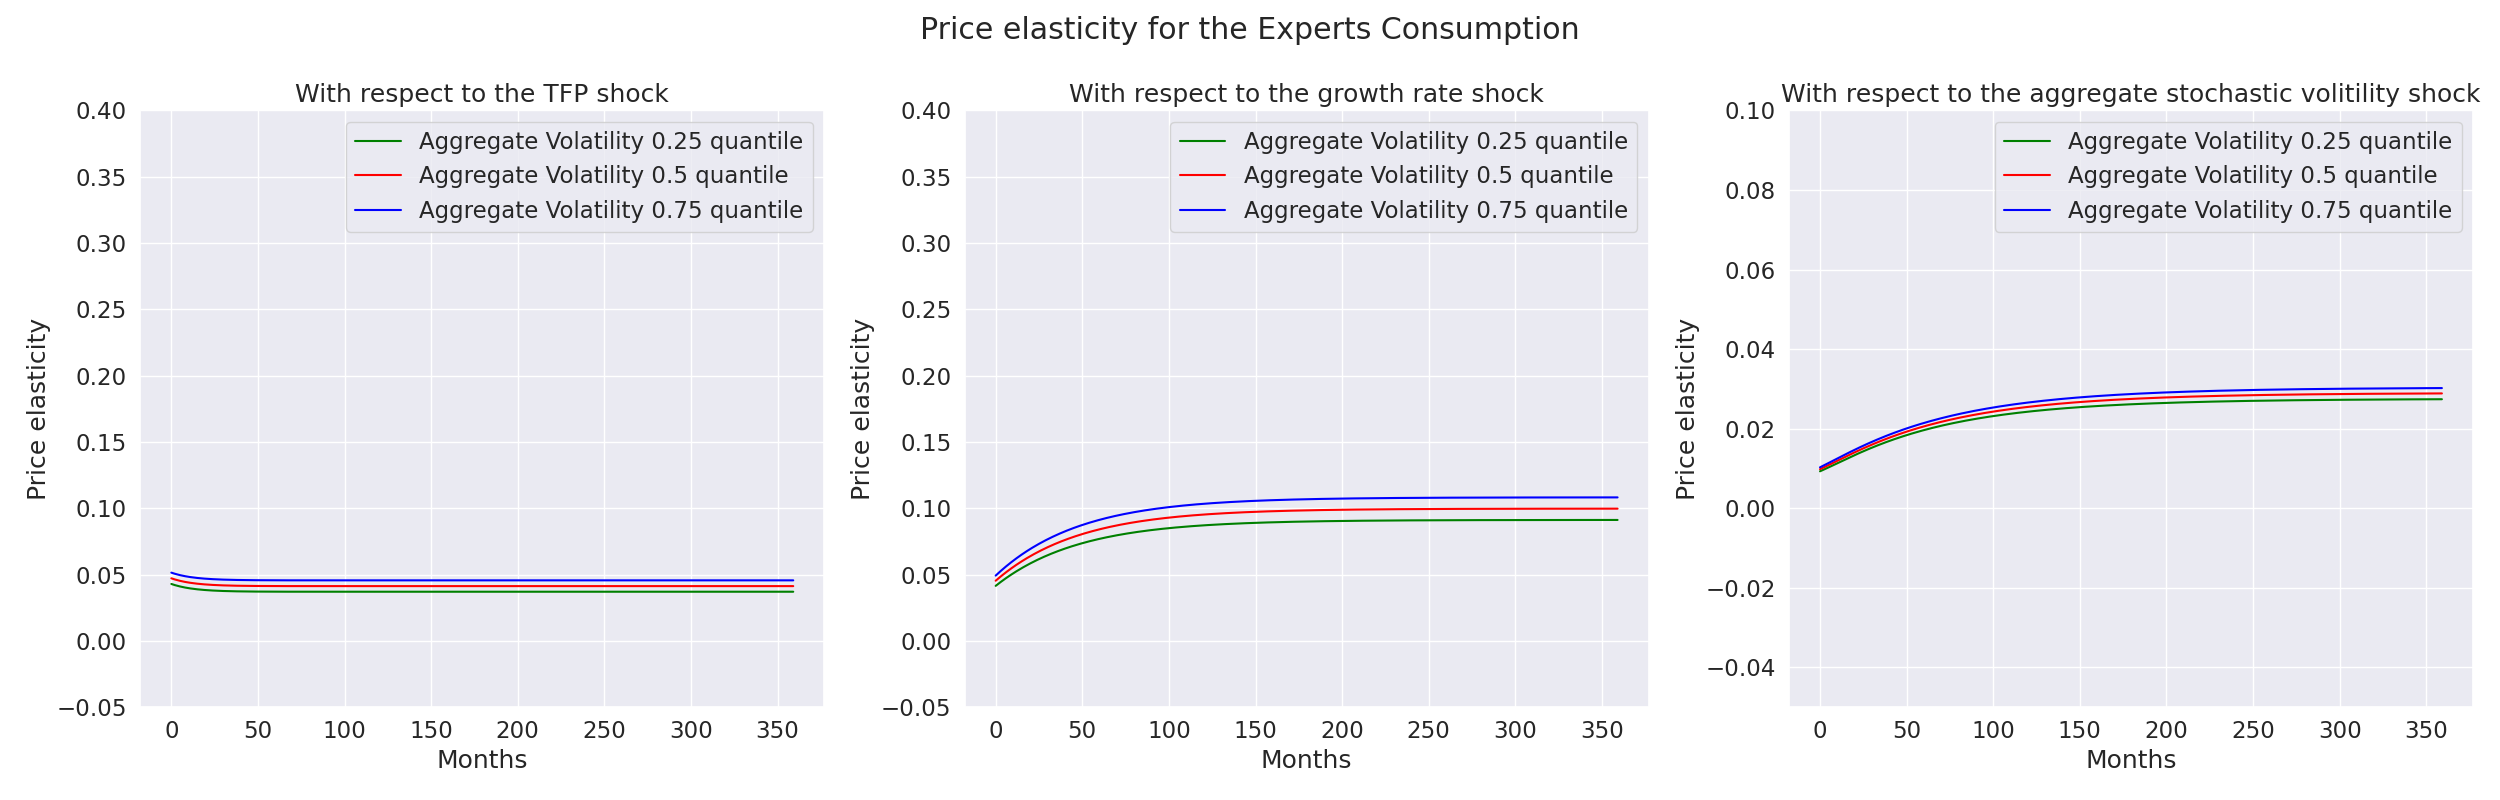 Price elasticity for the Experts Consumption
With respect to the TFP shock
0.40
0.35
0.30
0.25
0.20
0.15
0.10
0.05
0.00
−0.05
Price elasticity
Aggregate Volatility 0.25 quantile
Aggregate Volatility 0.5 quantile
Aggregate Volatility 0.75 quantile
0 50 100 150 200 250 300 350
Months
With respect to the growth rate shock
0.40
0.35
0.30
0.25
0.20
0.15
0.10
0.05
0.00
−0.05
Price elasticity
Aggregate Volatility 0.25 quantile
Aggregate Volatility 0.5 quantile
Aggregate Volatility 0.75 quantile
0 50 100 150 200 250 300 350
Months
With respect to the aggregate stochastic volitility shock
0.10
0.08
0.06
0.04
0.02
0.00
−0.02
−0.04
Price elasticity
Aggregate Volatility 0.25 quantile
Aggregate Volatility 0.5 quantile
Aggregate Volatility 0.75 quantile
0 50 100 150 200 250 300 350
Months